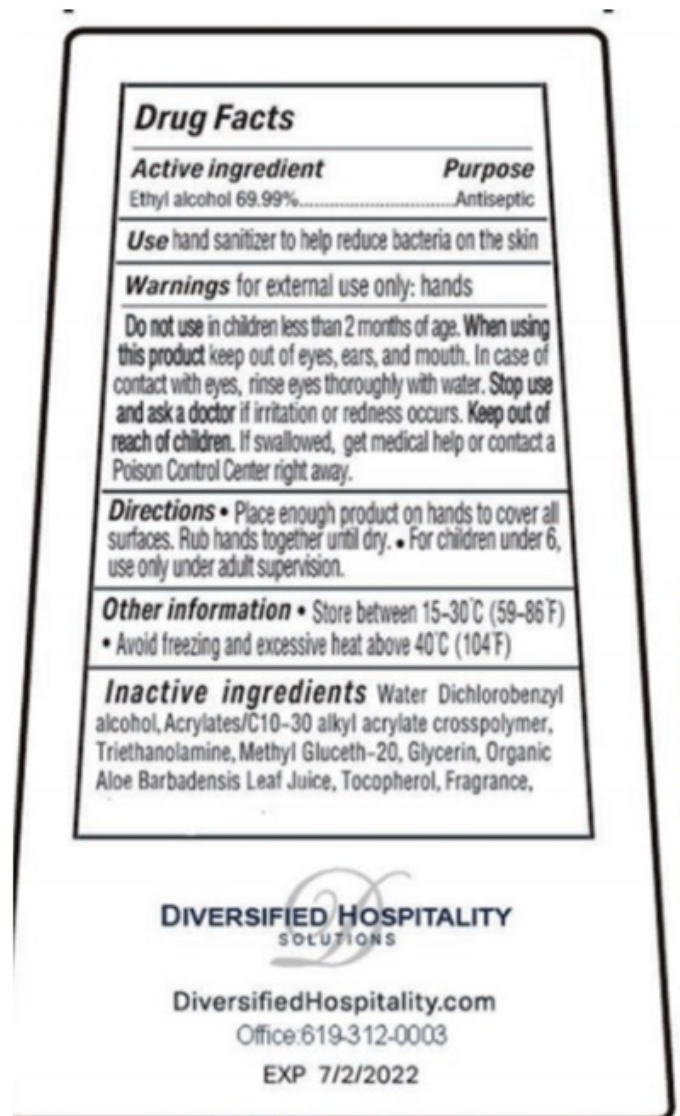 Drug Facts
Active ingredient Purpose
Ethyl alcohol 69.99%............................Antiseptic
Use hand sanitizer to help reduce bacteria on the skin
Warnings for external use only: hands
Do not use in children less than 2 months of age. When using
this product keep out of eyes, ears, and mouth. In case of
contact with eyes, rinse eyes thoroughly with water. Stop use
and ask a doctor if irritation or redness occurs. Keep out of
reach of children. If swallowed, get medical help or contact a
Poison Control Center right away.
Directions • Place enough product on hands to cover all
surfaces. Rub hands together until dry. • For children under 6,
use only under adult supervision.
Other information • Store between 15-30°C (59-86°F)
• Avoid freezing and excessive heat above 40°C (104°F)
Inactive ingredients Water Dichlorobenzyl
alcohol, Acrylates/C10-30 alkyl acrylate crosspolymer,
Triethanolamine, Methyl Gluceth-20, Glycerin, Organic
Aloe Barbadensis Leaf Juice, Tocopherol, Fragrance,
D
DIVERSIFIED HOSPITALITY
SOLUTIONS
DiversifiedHospitality.com
Office:619-312-0003
EXP 7/2/2022